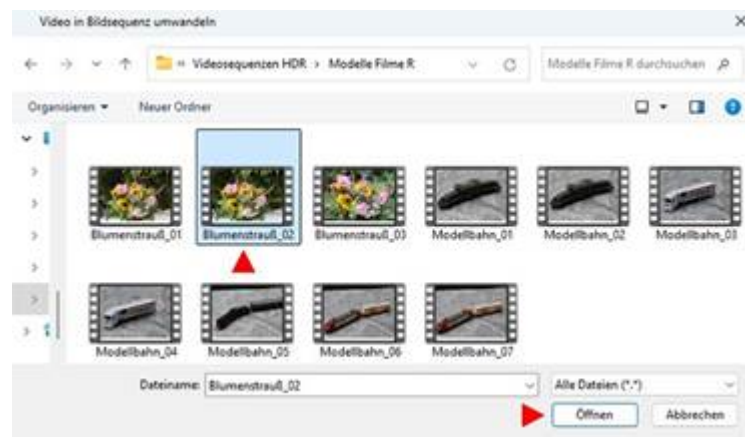 Video in Bildsequenz umwandeln
« Videosequenzen HDR › Modelle Filme R
Modelle Filme R durchsuchen
Organisieren
Neuer Ordner
Blumenstrauß_01 Blumenstrauß_02 Blumenstrauß_03 Modellbahn_01 Modellbahn_02 Modellbahn_03
Modellbahn_04 Modellbahn_05 Modellbahn_06 Modellbahn_07
Dateiname: Blumenstrauß_02 Alle Dateien (*.*)
Öffnen Abbrechen